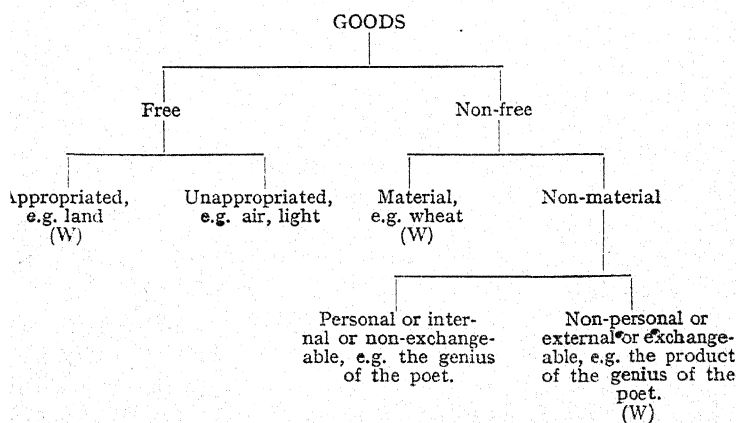 GOODS
Free
Non-free
Appropriated,
e.g. land
(W)
Unappropriated,
e.g. air, light
Material,
e.g. wheat
(W)
Non-material
Personal or inter-
nal or non-exchange-
able, e.g. the genius
of the poet.
Non-personal or
external or exchange-
able, e.g. the product
of the genius of the
poet.
(W)